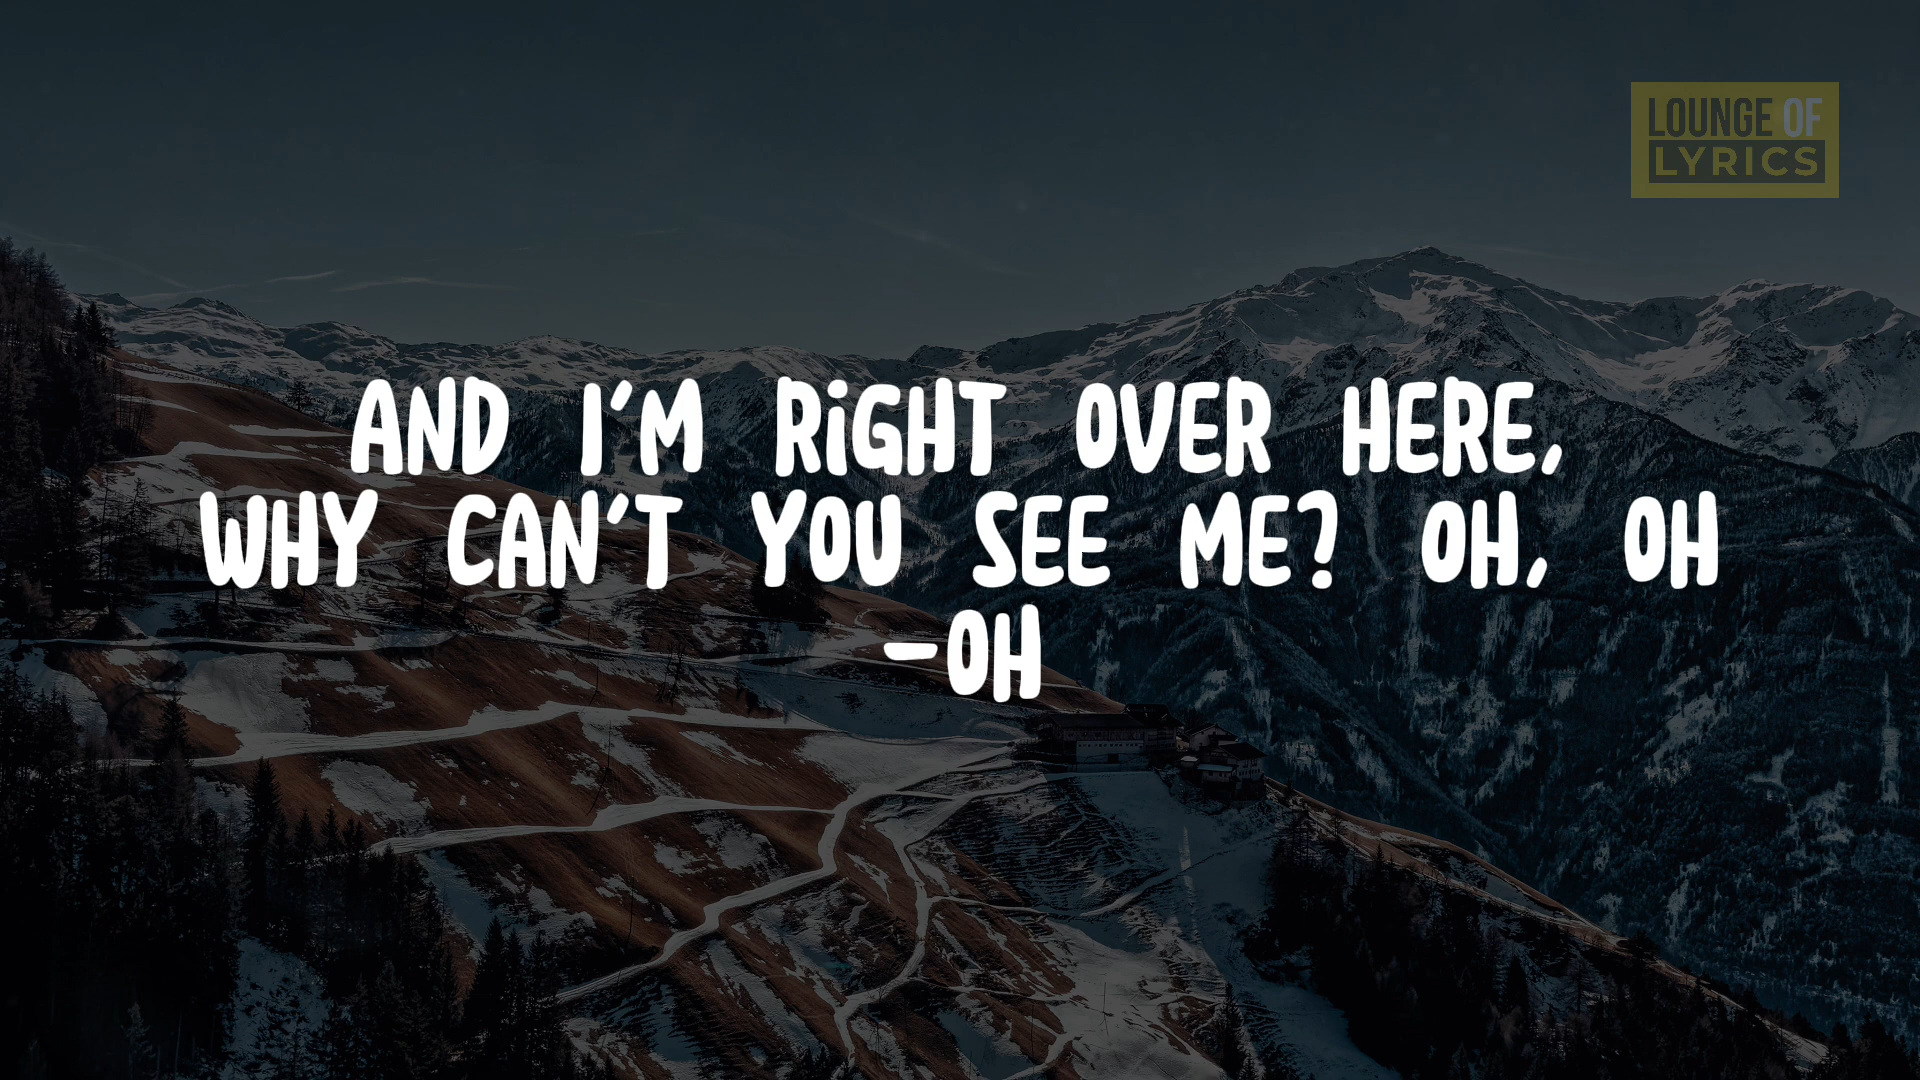 LOUNGE OF
LYRICS
AND I'M RiGHT OVER HERE,
WHY CAN'T YOU SEE ME? OH, OH
-OH